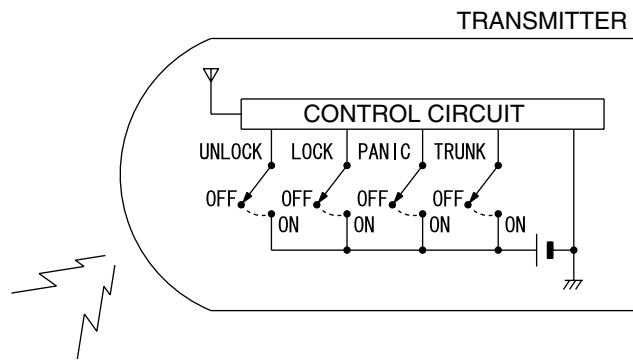 TRANSMITTER
CONTROL CIRCUIT
UNLOCK LOCK PANIC TRUNK
OFF OFF OFF OFF
ON ON ON ON